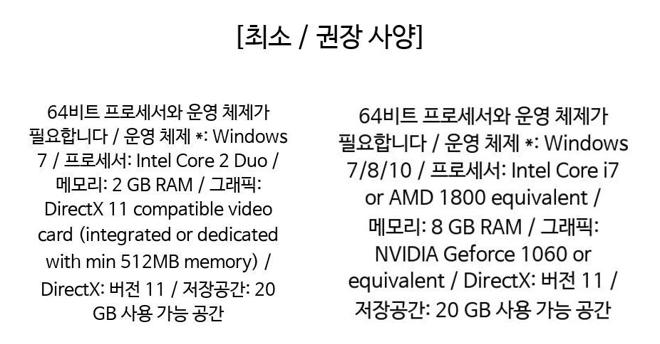 [최소 / 권장 사양]
64비트 프로세서와 운영 체제가
필요합니다 / 운영 체제 *: Windows
7 / 프로세서: Intel Core 2 Duo /
메모리: 2 GB RAM / 그래픽:
DirectX 11 compatible video
card (integrated or dedicated
with min 512MB memory) /
DirectX: 버전 11 / 저장공간: 20
GB 사용 가능 공간
64비트 프로세서와 운영 체제가
필요합니다 / 운영 체제 *: Windows
7/8/10 / 프로세서: Intel Core i7
or AMD 1800 equivalent /
메모리: 8 GB RAM / 그래픽:
NVIDIA Geforce 1060 or
equivalent / DirectX: 버전 11 /
저장공간: 20 GB 사용 가능 공간